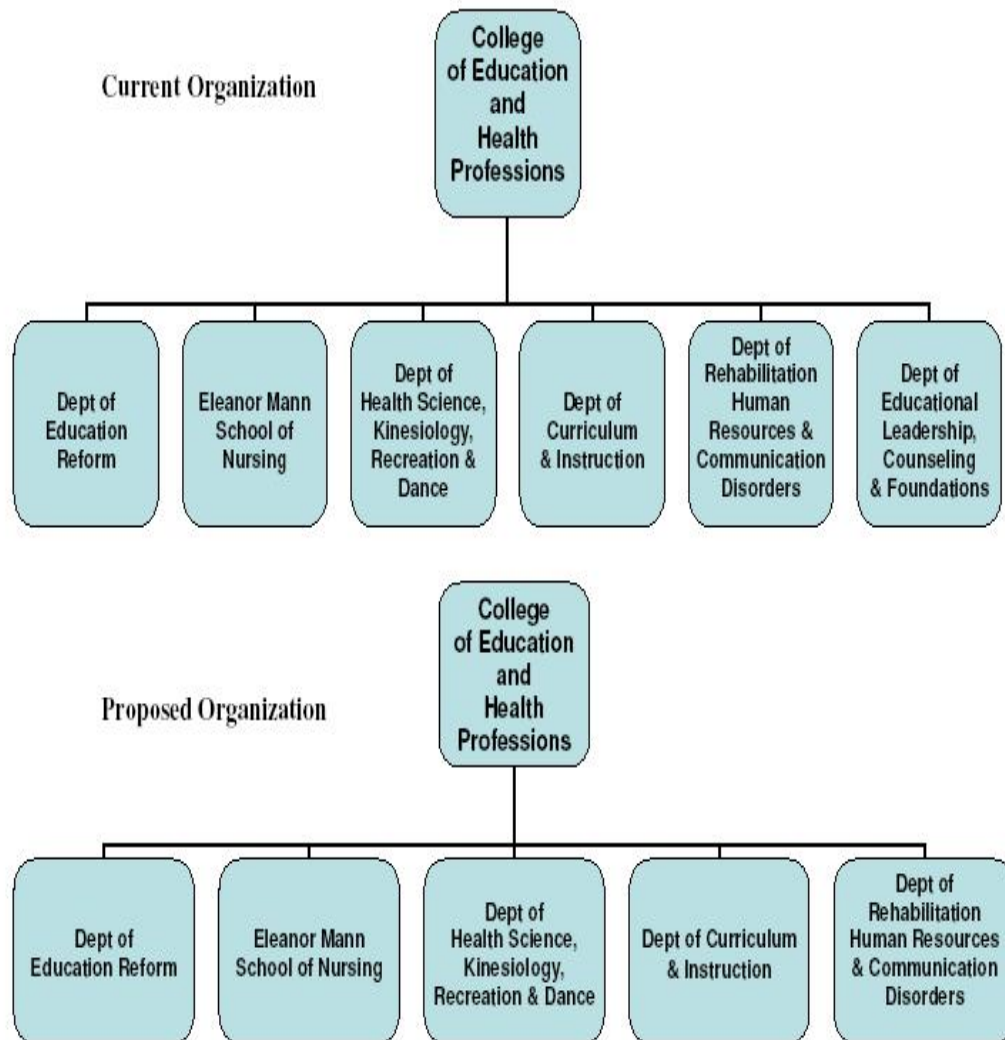 College
of Education
and
Health
Professions
Current Organization
Dept of
Education
Reform
Eleanor Mann
School of
Nursing
Dept of
Health Science,
Kinesiology,
Recreation &
Dance
Dept of
Curriculum
& Instruction
Dept of
Rehabilitation
Human
Resources &
Communication
Disorders
Dept of
Educational
Leadership,
Counseling
& Foundations
College
of Education
and
Health
Professions
Proposed Organization
Dept of
Education Reform
Eleanor Mann
School of Nursing
Dept of
Health Science,
Kinesiology,
Recreation & Dance
Dept of Curriculum
& Instruction
Dept of
Rehabilitation
Human Resources
& Communication
Disorders